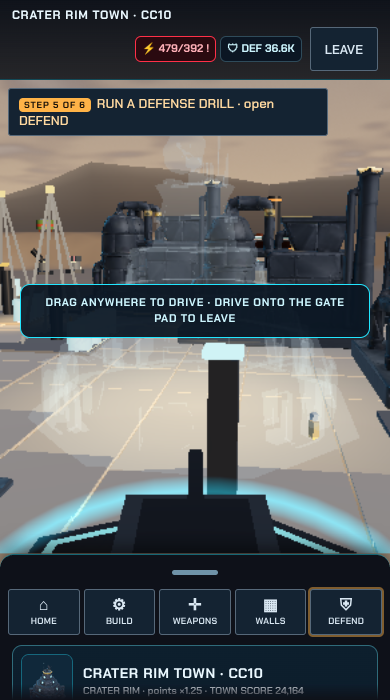 CRATER RIM TOWN · CC10
⚡ 479/392 !
🛡 DEF 36.6K
LEAVE
STEP 5 OF 6 RUN A DEFENSE DRILL · open
DEFEND
DRAG ANYWHERE TO DRIVE · DRIVE ONTO THE GATE
PAD TO LEAVE
HOME
BUILD
WEAPONS
WALLS
DEFEND
CRATER RIM TOWN · CC10
CRATER RIM · points ×1.25 · TOWN SCORE 24,164